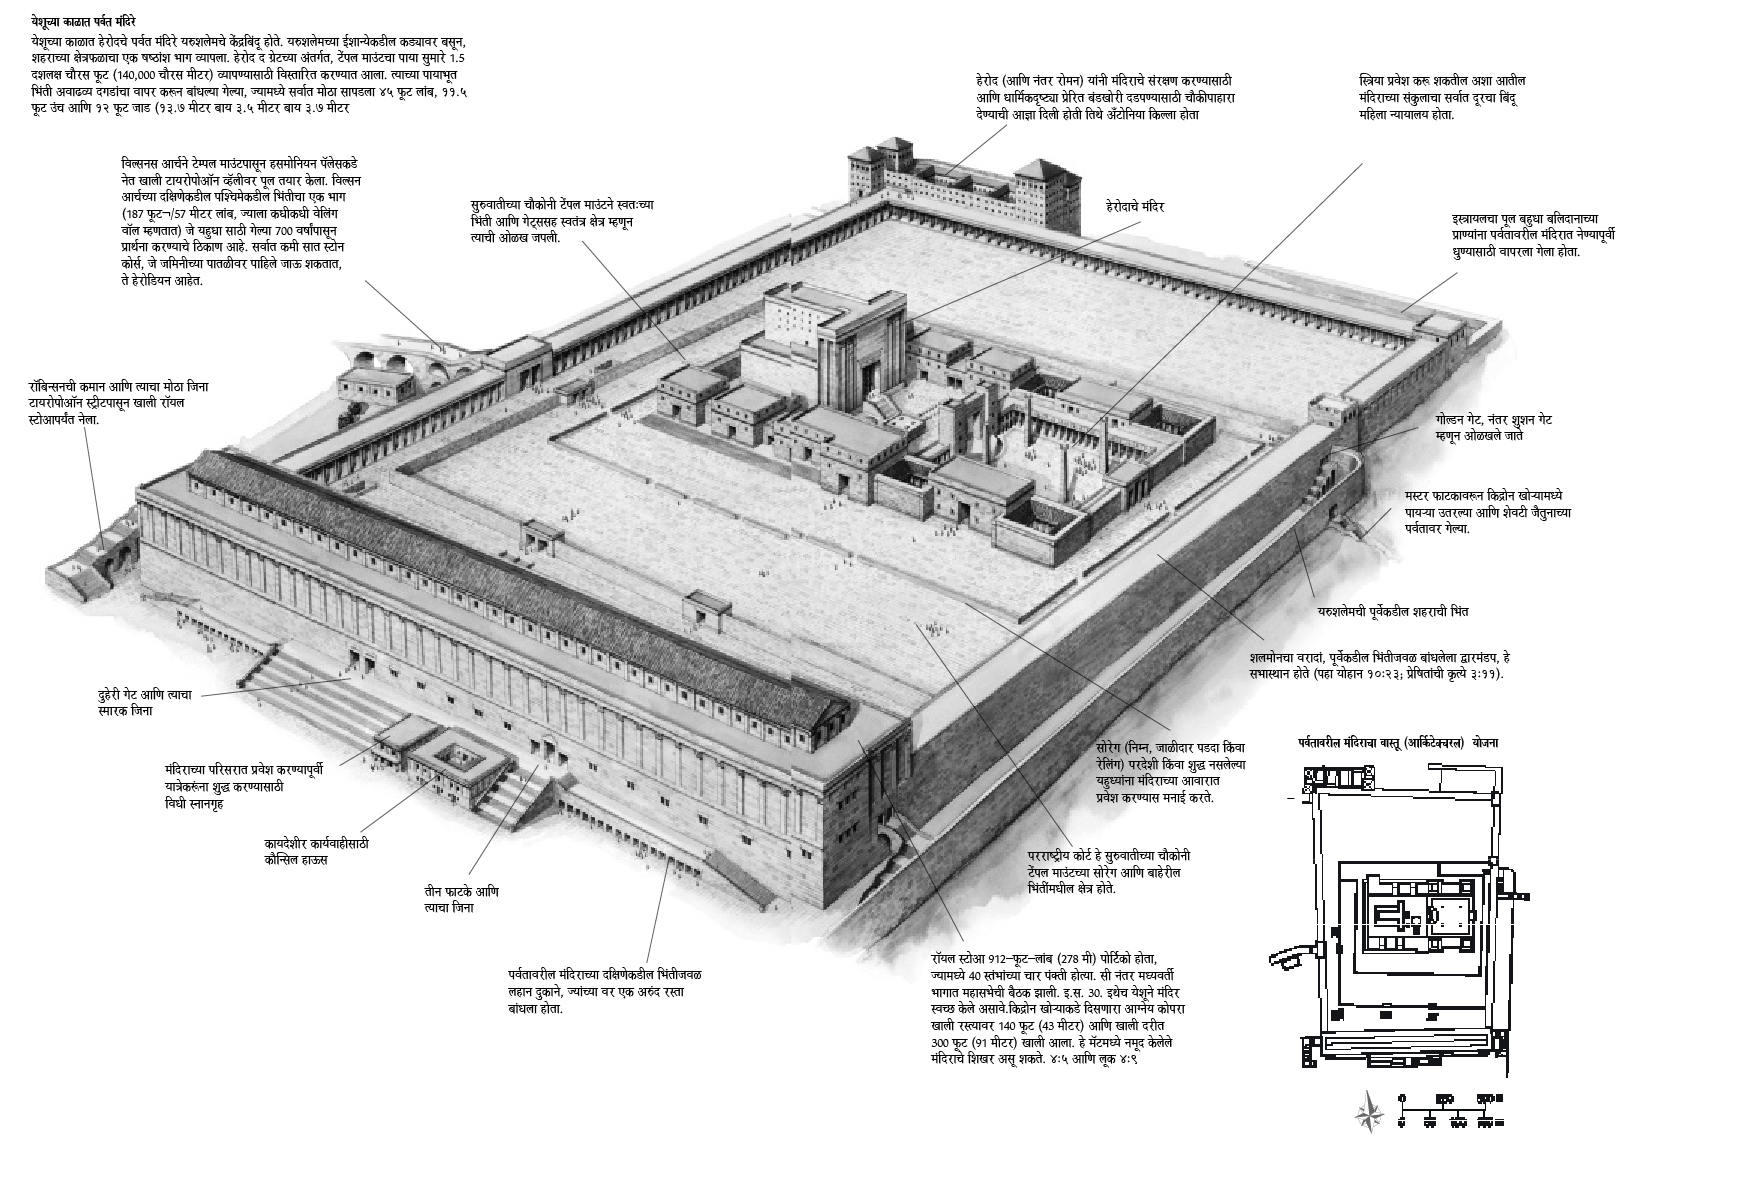 येशूच्या काळात पर्वत मंदिरे
येशूच्या काळात हेरोदचे पर्वत मंदिरे यरुशलेमचे केंद्रबिंदू होते. यरुशलेमच्या ईशान्येकडील कड्यावर बसून,
शहराच्या क्षेत्रफळाचा एक षष्ठांश भाग व्यापला. हेरोद द ग्रेटच्या अंतर्गत, टेंपल माउंटचा पाया सुमारे 1.5
दशलक्ष चौरस फूट (140,000 चौरस मीटर) व्यापण्यासाठी विस्तारित करण्यात आला. त्याच्या पायाभूत
भिंती अवाढव्य दगडांचा वापर करून बांधल्या गेल्या, ज्यामध्ये सर्वात मोठा सापडला ४५ फूट लांब, ११.५
फूट उंच आणि १२ फूट जाड (१३.७ मीटर बाय ३.५ मीटर बाय ३.७ मीटर
हेरोद (आणि नंतर रोमन) यांनी मंदिराचे संरक्षण करण्यासाठी
आणि धार्मिकदृष्ट्या प्रेरित बंडखोरी दडपण्यासाठी चौकीपाहारा
देण्याची आज्ञा दिली होती तिथे अँटोनिया किल्ला होता
स्त्रिया प्रवेश करू शकतील अशा आतील
मंदिराच्या संकुलाचा सर्वात दूरचा बिंदू
महिला न्यायालय होता.
विल्सनस आर्चने टेम्पल माउंटपासून हसमोनियन पॅलेसकडे
नेत खाली टायरोपोऑन व्हॅलीवर पूल तयार केला. विल्सन
आर्चच्या दक्षिणेकडील पश्चिमेकडील भिंतीचा एक भाग
(187 फूट¬/57 मीटर लांब, ज्याला कधीकधी वेलिंग
वॉल म्हणतात) जे यहुधा साठी गेल्या 700 वर्षांपासून
प्रार्थना करण्याचे ठिकाण आहे. सर्वात कमी सात स्टोन
कोर्स, जे जमिनीच्या पातळीवर पाहिले जाऊ शकतात,
ते हेरोडियन आहेत.
सुरुवातीच्या चौकोनी टेंपल माउंटने स्वतःच्या
भिंती आणि गेट्ससह स्वतंत्र क्षेत्र म्हणून
त्याची ओळख जपली.
हेरोदाचे मंदिर
इस्त्रायलचा पूल बहुधा बलिदानाच्या
प्राण्यांना पर्वतावरील मंदिरात नेण्यापूर्वी
धुण्यासाठी वापरला गेला होता.
रॉबिन्सनची कमान आणि त्याचा मोठा जिना
टायरोपोऑन स्ट्रीटपासून खाली रॉयल
स्टोआपर्यंत नेला.
गोल्डन गेट, नंतर शुशन गेट
म्हणून ओळखले जाते
मस्टर फाटकावरून किद्रोन खोऱ्यामध्ये
पायऱ्या उतरल्या आणि शेवटी जैतुनाच्या
पर्वतावर गेल्या.
यरुशलेमची पूर्वेकडील शहराची भिंत
शलमोनचा वरादां, पूर्वेकडील भिंतीजवळ बांधलेला द्वारमंडप, हे
सभास्थान होते (पहा योहान १०:२३; प्रेषितांची कृत्ये ३:११).
दुहेरी गेट आणि त्याचा
स्मारक जिना
मंदिराच्या परिसरात प्रवेश करण्यापूर्वी
यात्रेकरूंना शुद्ध करण्यासाठी
विधी स्नानगृह
कायदेशीर कार्यवाहीसाठी
कौन्सिल हाऊस
तीन फाटके आणि
त्याचा जिना
पर्वतावरील मंदिराच्या दक्षिणेकडील भिंतीजवळ
लहान दुकाने, ज्यांच्या वर एक अरुंद रस्ता
बांधला होता.
सोरेग (निम्न, जाळीदार पडदा किंवा
रेलिंग) परदेशी किंवा शुद्ध नसलेल्या
यहुध्यांना मंदिराच्या आवारात
प्रवेश करण्यास मनाई करते.
परराष्ट्रीय कोर्ट हे सुरुवातीच्या चौकोनी
टेंपल माउंटच्या सोरेग आणि बाहेरील
भिंतींमधील क्षेत्र होते.
रॉयल स्टोआ 912–फूट–लांब (278 मी) पोर्टिको होता,
ज्यामध्ये 40 स्तंभांच्या चार पंक्ती होत्या. सी नंतर मध्यवर्ती
भागात महासभेची बैठक झाली. इ.स. 30. इथेच येशूने मंदिर
स्वच्छ केले असावे.किद्रोन खोऱ्याकडे दिसणारा आग्नेय कोपरा
खाली रस्त्यावर 140 फूट (43 मीटर) आणि खाली दरीत
300 फूट (91 मीटर) खाली आला. हे मॅटमध्ये नमूद केलेले
मंदिराचे शिखर असू शकते. ४:५ आणि लूक ४:९
पर्वतावरील मंदिराचा वास्तू (आर्किटेक्चरल) योजना